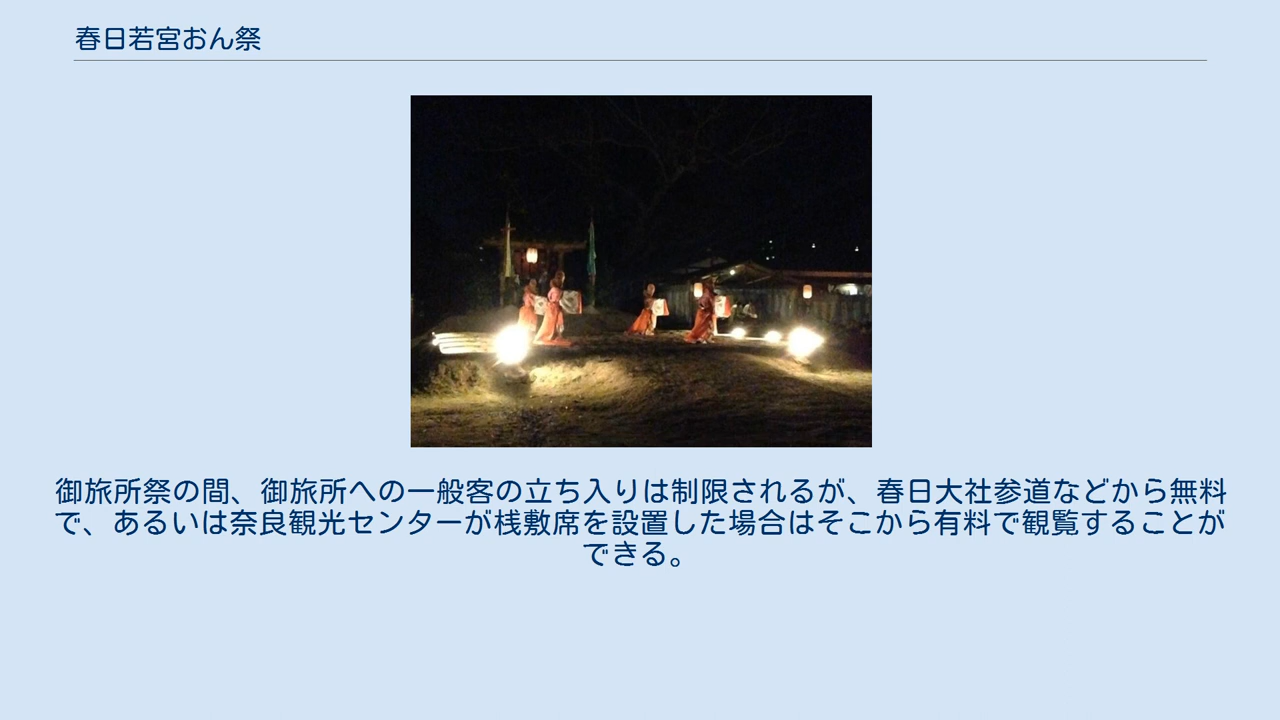 春日若宮おん祭
御旅所祭の間、御旅所への一般客の立ち入りは制限されるが、春日大社参道などから無料
で、あるいは奈良観光センターが桟敷席を設置した場合はそこから有料で観覧することが
できる。